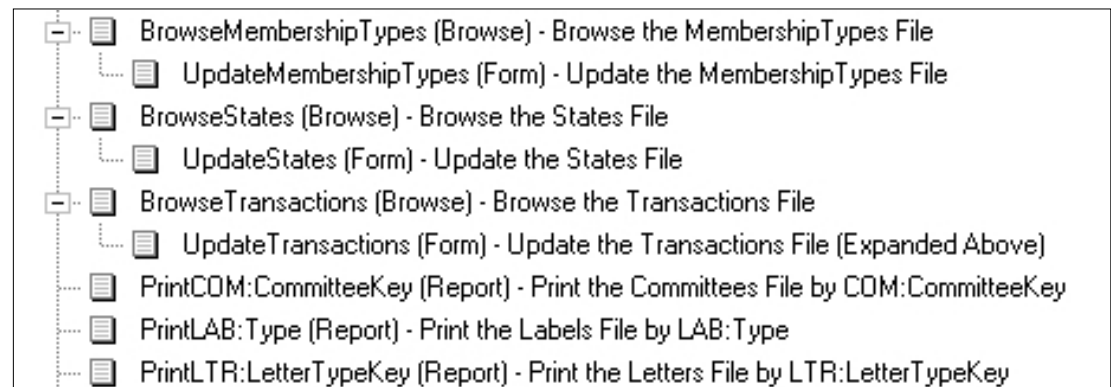 BrowseMembershipTypes (Browse) - Browse the MembershipTypes File
UpdateMembershipTypes (Form) - Update the MembershipTypes File
BrowseStates (Browse) - Browse the States File
UpdateStates (Form) - Update the States File
BrowseTransactions (Browse) - Browse the Transactions File
UpdateTransactions (Form) - Update the Transactions File (Expanded Above)
PrintCOM:CommitteeKey (Report) - Print the Committees File by COM:CommitteeKey
PrintLAB:Type (Report) - Print the Labels File by LAB:Type
PrintLTR:LetterTypeKey (Report) - Print the Letters File by LTR:LetterTypeKey